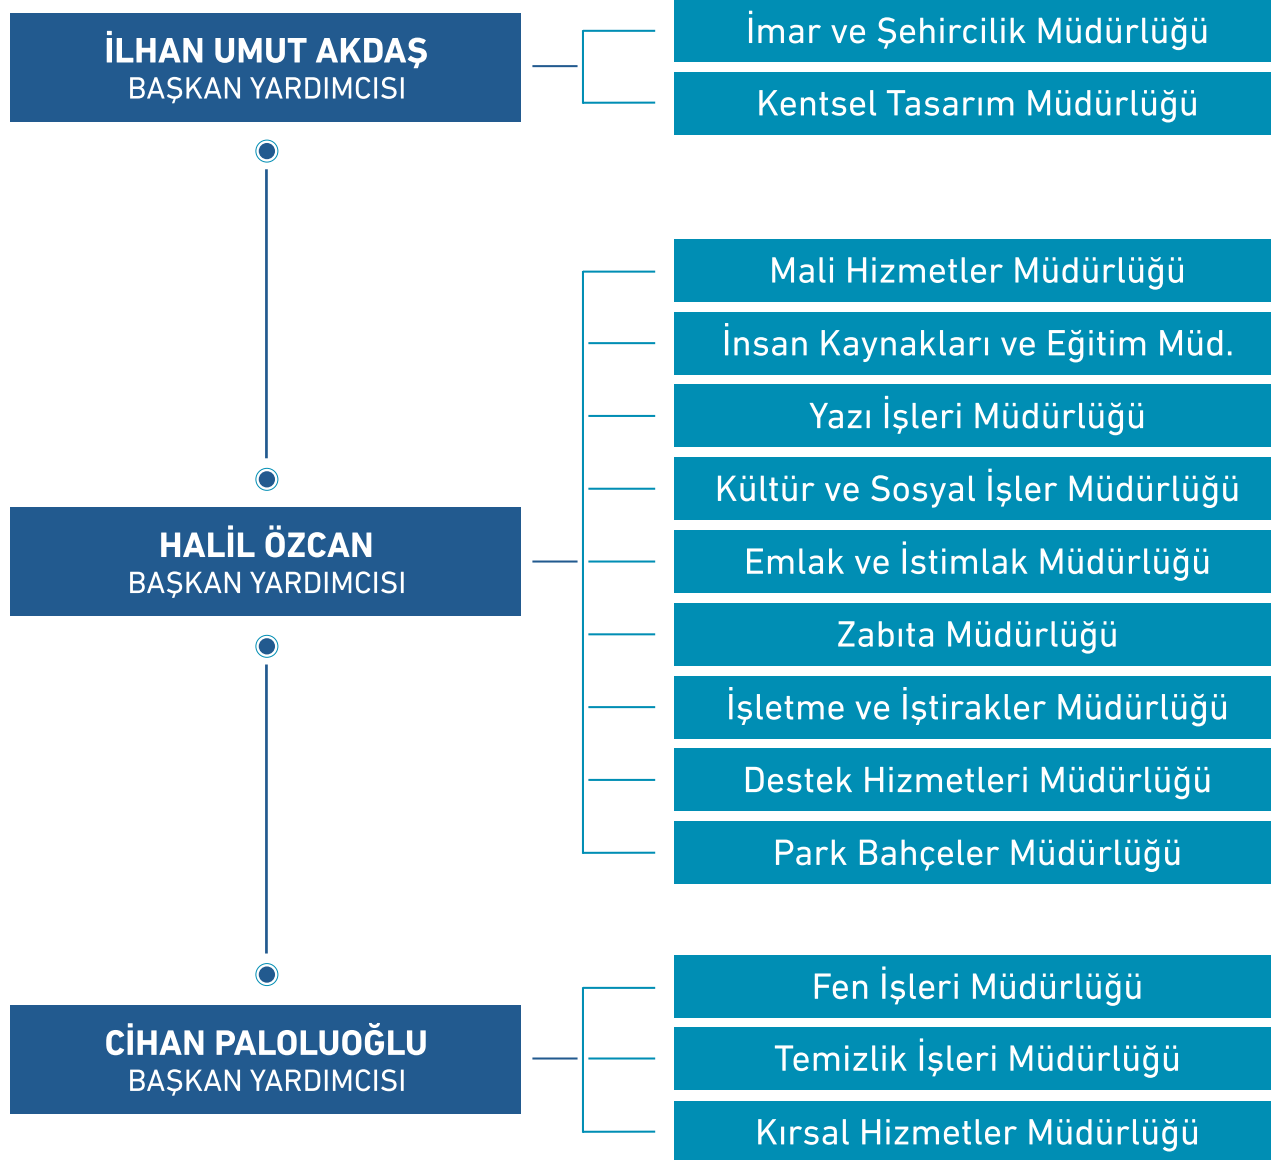 İLHAN UMUT AKDAŞ
BAŞKAN YARDIMCISI
İmar ve Şehircilik Müdürlüğü
Kentsel Tasarım Müdürlüğü
HALİL ÖZCAN
BAŞKAN YARDIMCISI
Mali Hizmetler Müdürlüğü
İnsan Kaynakları ve Eğitim Müd.
Yazı İşleri Müdürlüğü
Kültür ve Sosyal İşler Müdürlüğü
Emlak ve İstimlak Müdürlüğü
Zabıta Müdürlüğü
İşletme ve İştirakler Müdürlüğü
Destek Hizmetleri Müdürlüğü
Park Bahçeler Müdürlüğü
CİHAN PALOLUOĞLU
BAŞKAN YARDIMCISI
Fen İşleri Müdürlüğü
Temizlik İşleri Müdürlüğü
Kırsal Hizmetler Müdürlüğü